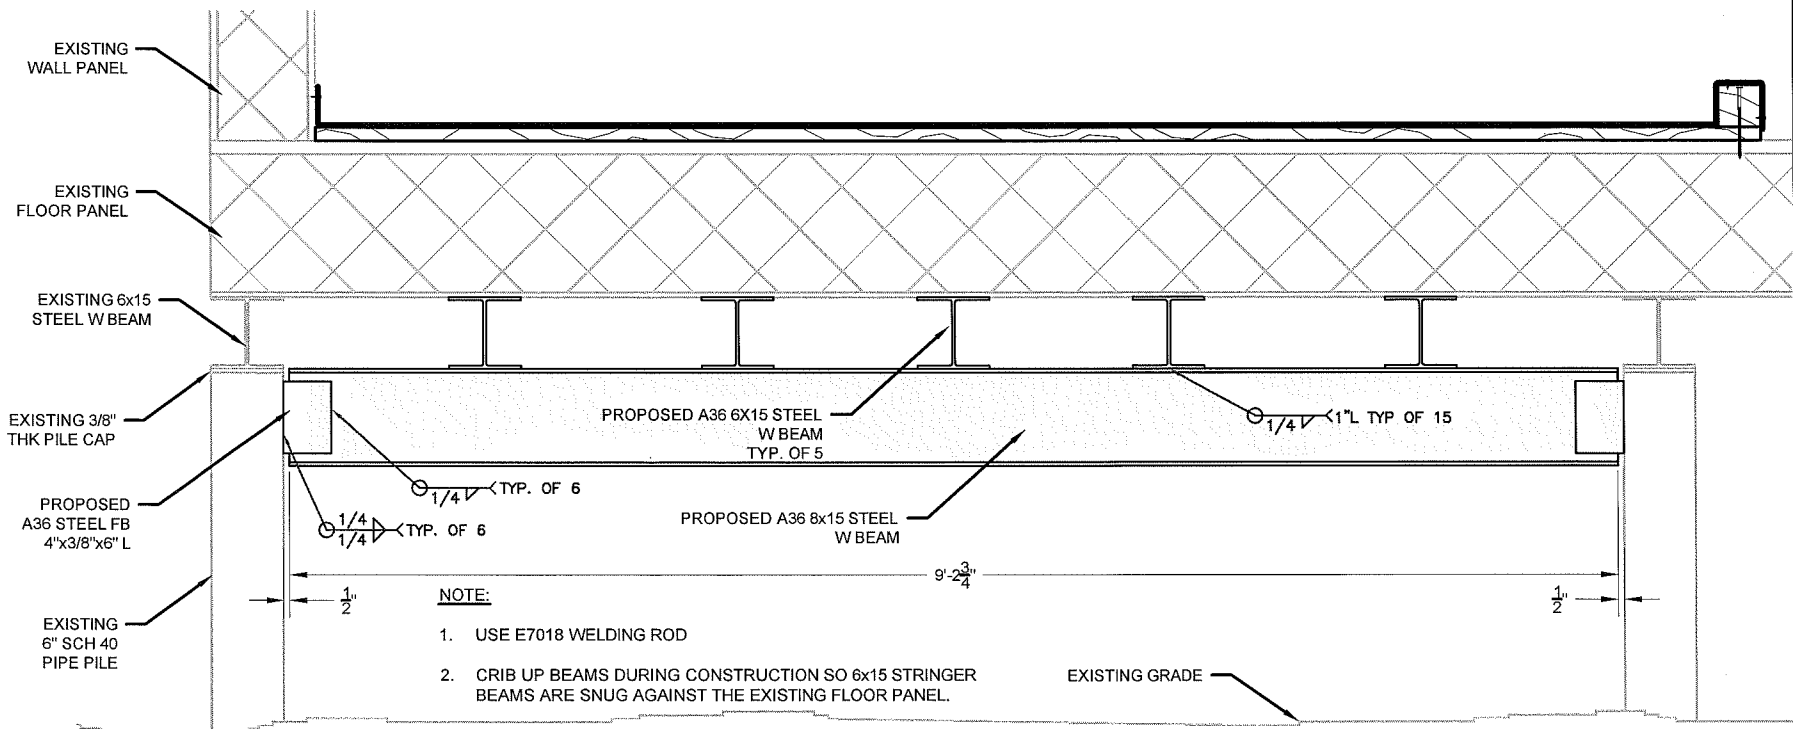 EXISTING
WALL PANEL
EXISTING
FLOOR PANEL
EXISTING 6x15
STEEL W BEAM
EXISTING 3/8"
THK PILE CAP
PROPOSED
A36 STEEL FB
4"x3/8"x6" L
EXISTING
6" SCH 40
PIPE PILE
PROPOSED A36 6X15 STEEL
W BEAM
TYP. OF 5
1/4 1"L TYP OF 15
1/4 TYP. OF 6
1/4
1/4 TYP. OF 6
PROPOSED A36 8x15 STEEL
W BEAM
9'-2 3/4"
1/2"
1/2"
NOTE:
1. USE E7018 WELDING ROD
2. CRIB UP BEAMS DURING CONSTRUCTION SO 6x15 STRINGER
BEAMS ARE SNUG AGAINST THE EXISTING FLOOR PANEL.
EXISTING GRADE